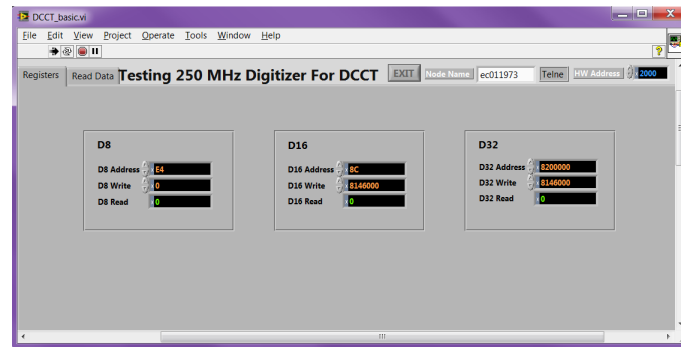 DCCT_basic.vi
File Edit View Project Operate Tools Window Help
Registers Read Data Testing 250 MHz Digitizer For DCCT EXIT Node Name ec011973 Telne HW Address x 2000
D8
D8 Address x E4
D8 Write x 0
D8 Read x 0
D16
D16 Address x 8C
D16 Write x 8146000
D16 Read x 0
D32
D32 Address x 8200000
D32 Write x 8146000
D32 Read x 0